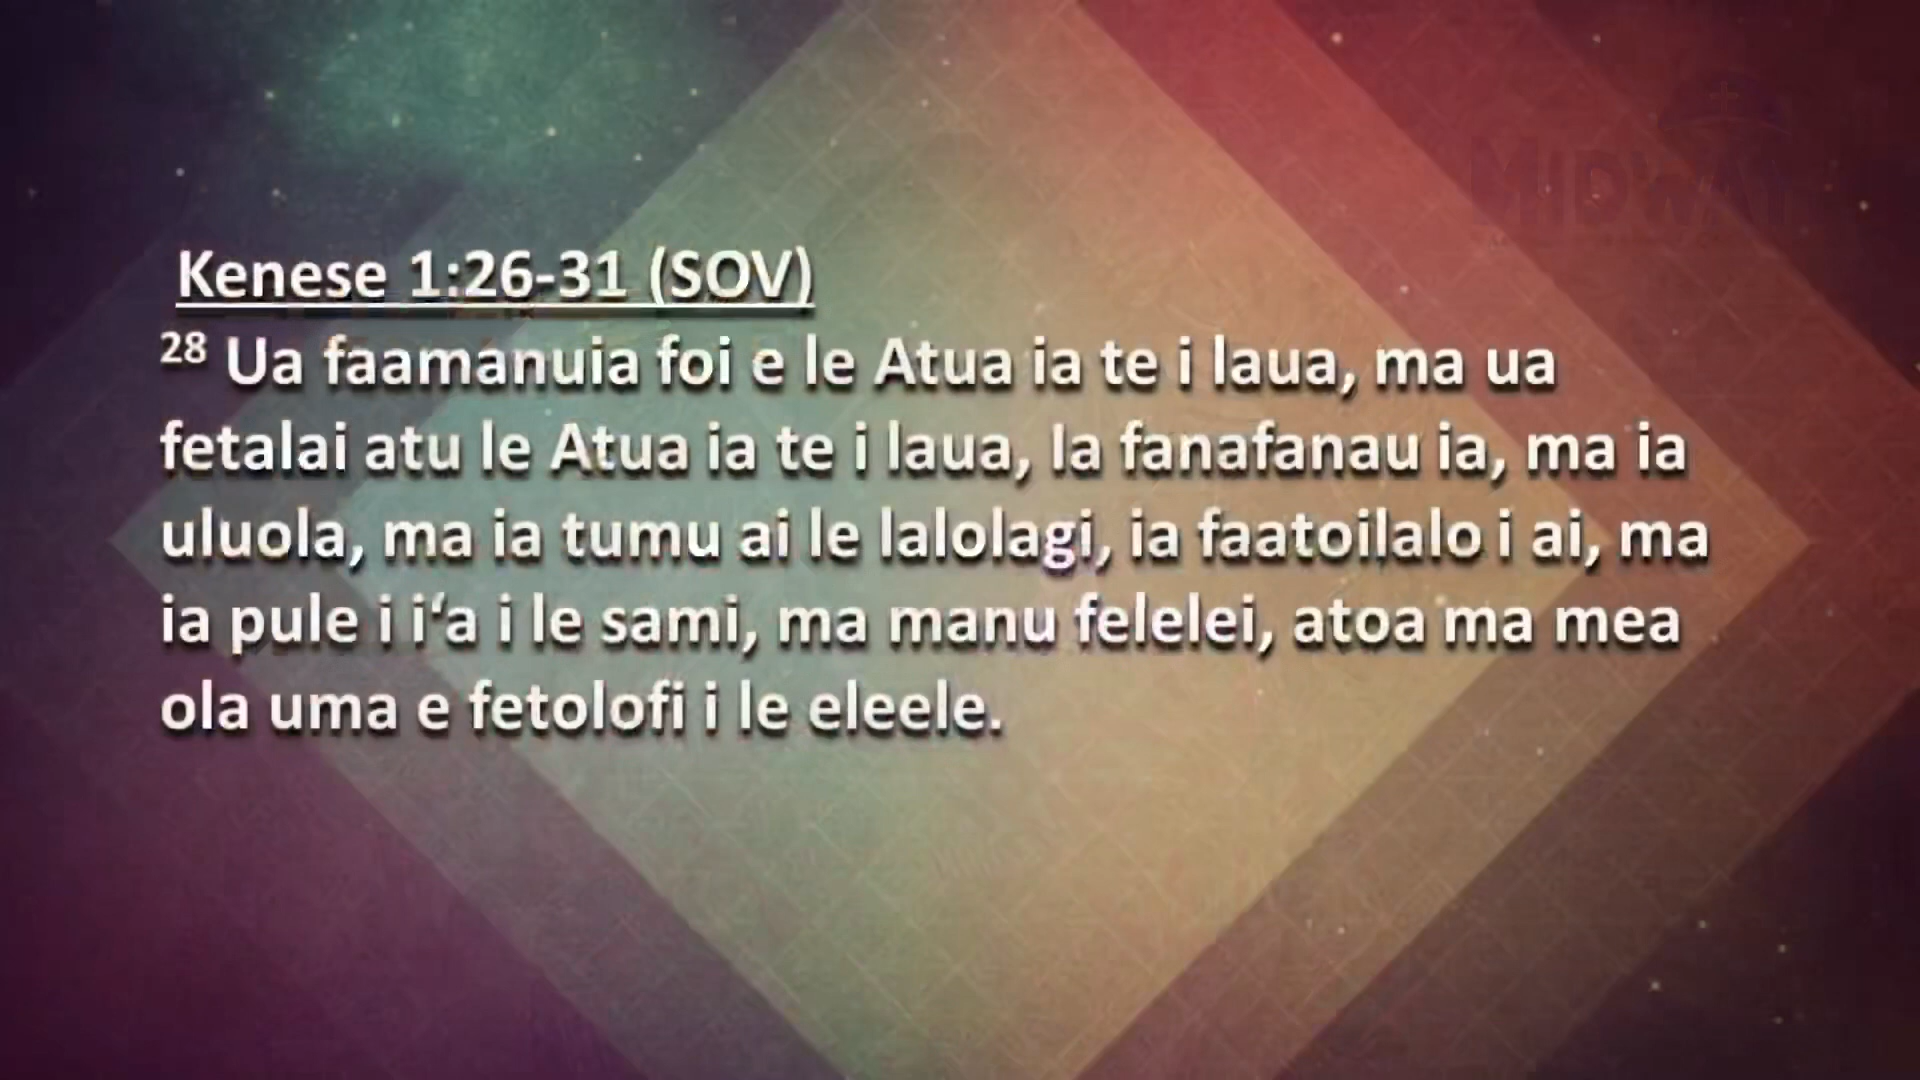 MIDWAY
Kenese 1:26-31 (SOV)
28 Ua faamanuia foi e le Atua ia te i laua, ma ua
fetalai atu le Atua ia te i laua, Ia fanafanau ia, ma ia
uluola, ma ia tumu ai le lalolagi, ia faatoilalo i ai, ma
ia pule i i‘a i le sami, ma manu felelei, atoa ma mea
ola uma e fetolofi i le eleele.